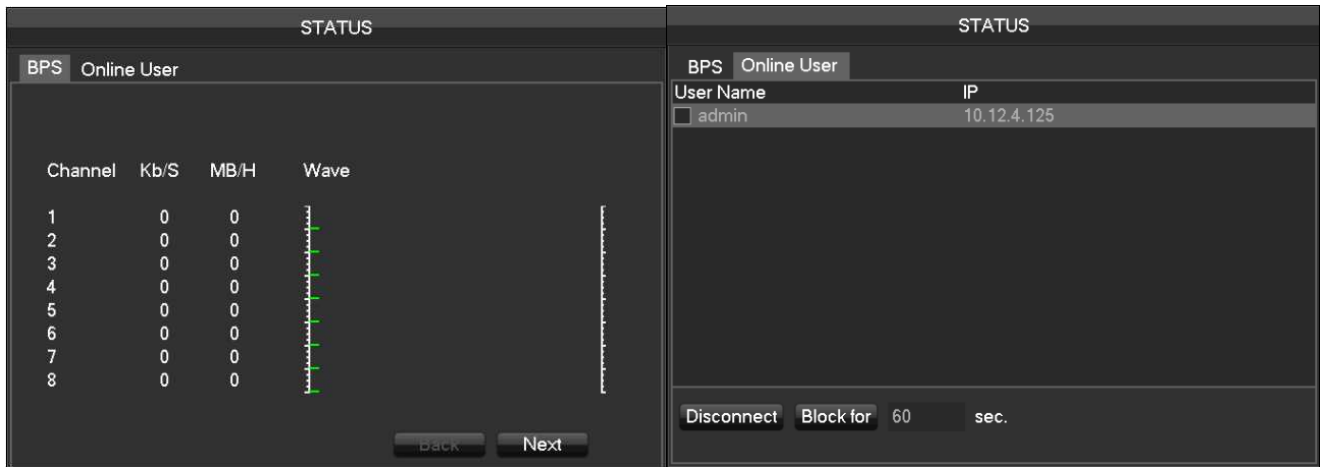 STATUS
BPS Online User
Channel Kb/S MB/H Wave
1 0 0
2 0 0
3 0 0
4 0 0
5 0 0
6 0 0
7 0 0
8 0 0
Back Next
STATUS
BPS Online User
User Name IP
admin 10.12.4.125
Disconnect Block for 60 sec.